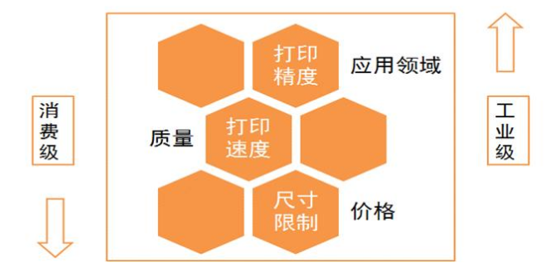 打印
精度
应用领域
消
费
级
质量
打印
速度
工
业
级
尺寸
限制
价格